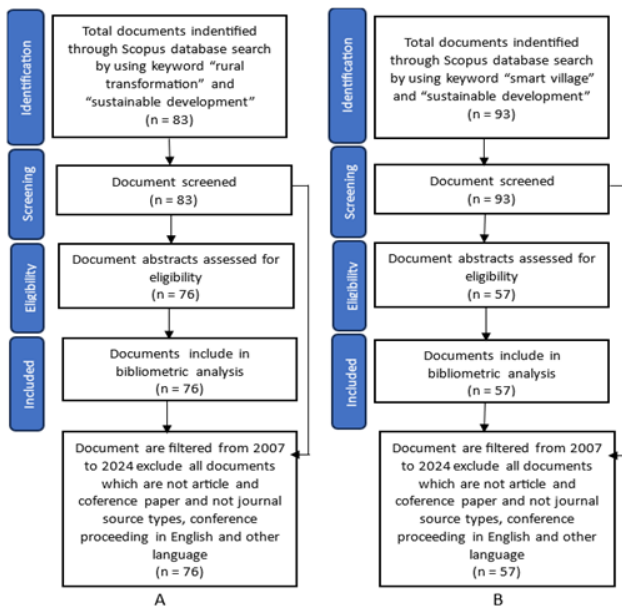 Identification
Total documents indentified
through Scopus database search
by using keyword “rural
transformation” and
“sustainable development”
(n = 83)
Screening
Document screened
(n = 83)
Eligibility
Document abstracts assessed for
eligibility
(n = 76)
Included
Documents include in
bibliometric analysis
(n = 76)
Document are filtered from 2007
to 2024 exclude all documents
which are not article and
coference paper and not journal
source types, conference
proceeding in English and other
language
(n = 76)
A
Identification
Total documents indentified
through Scopus database search
by using keyword “smart village”
and “sustainable development”
(n = 93)
Screening
Document screened
(n = 93)
Eligibility
Document abstracts assessed for
eligibility
(n = 57)
Included
Documents include in
bibliometric analysis
(n = 57)
Document are filtered from 2007
to 2024 exclude all documents
which are not article and
coference paper and not journal
source types, conference
proceeding in English and other
language
(n = 57)
B